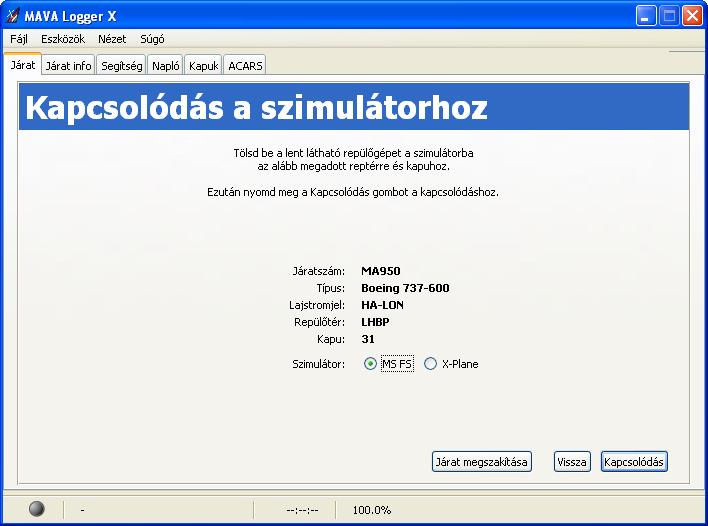 MAVA Logger X
Fájl Eszközök Nézet Súgó
Járat Járat info Segítség Napló Kapuk ACARS
Kapcsolódás a szimulátorhoz
Tölsd be a lent látható repülőgépet a szimulátorba
az alább megadott reptérre és kapuhoz.
Ezután nyomd meg a Kapcsolódás gombot a kapcsolódáshoz.
Járatszám: MA950
Típus: Boeing 737-600
Lajstromjel: HA-LON
Repülőtér: LHBP
Kapu: 31
Szimulátor: MS FS X-Plane
Járat megszakítása Vissza Kapcsolódás
- --:--:-- 100.0%